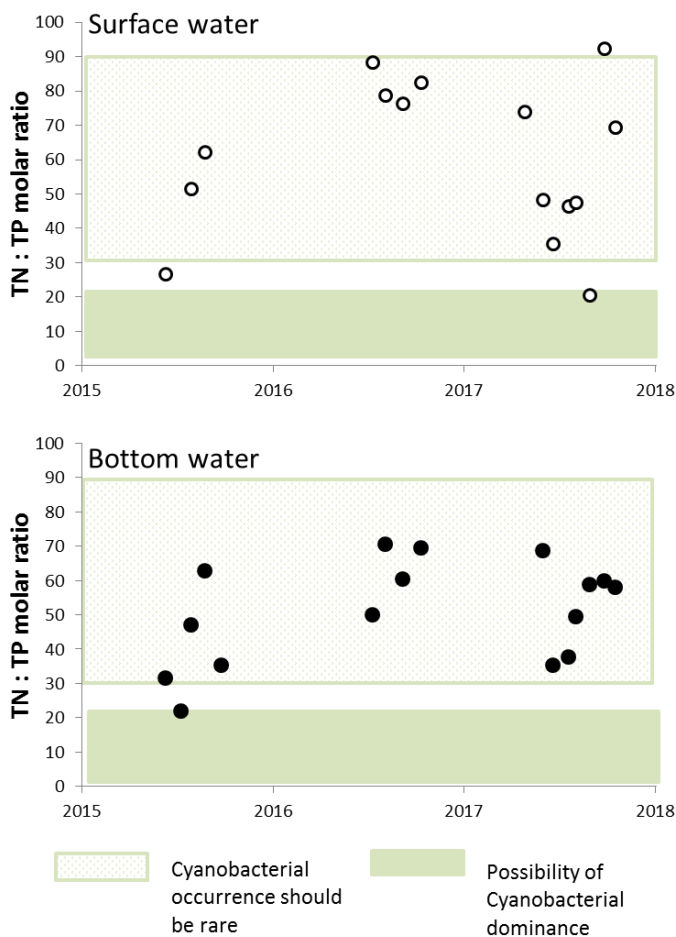 Surface water
TN : TP molar ratio
100
90
80
70
60
50
40
30
20
10
0
2015 2016 2017 2018
Bottom water
TN : TP molar ratio
100
90
80
70
60
50
40
30
20
10
0
2015 2016 2017 2018
Cyanobacterial
occurrence should
be rare
Possibility of
Cyanobacterial
dominance